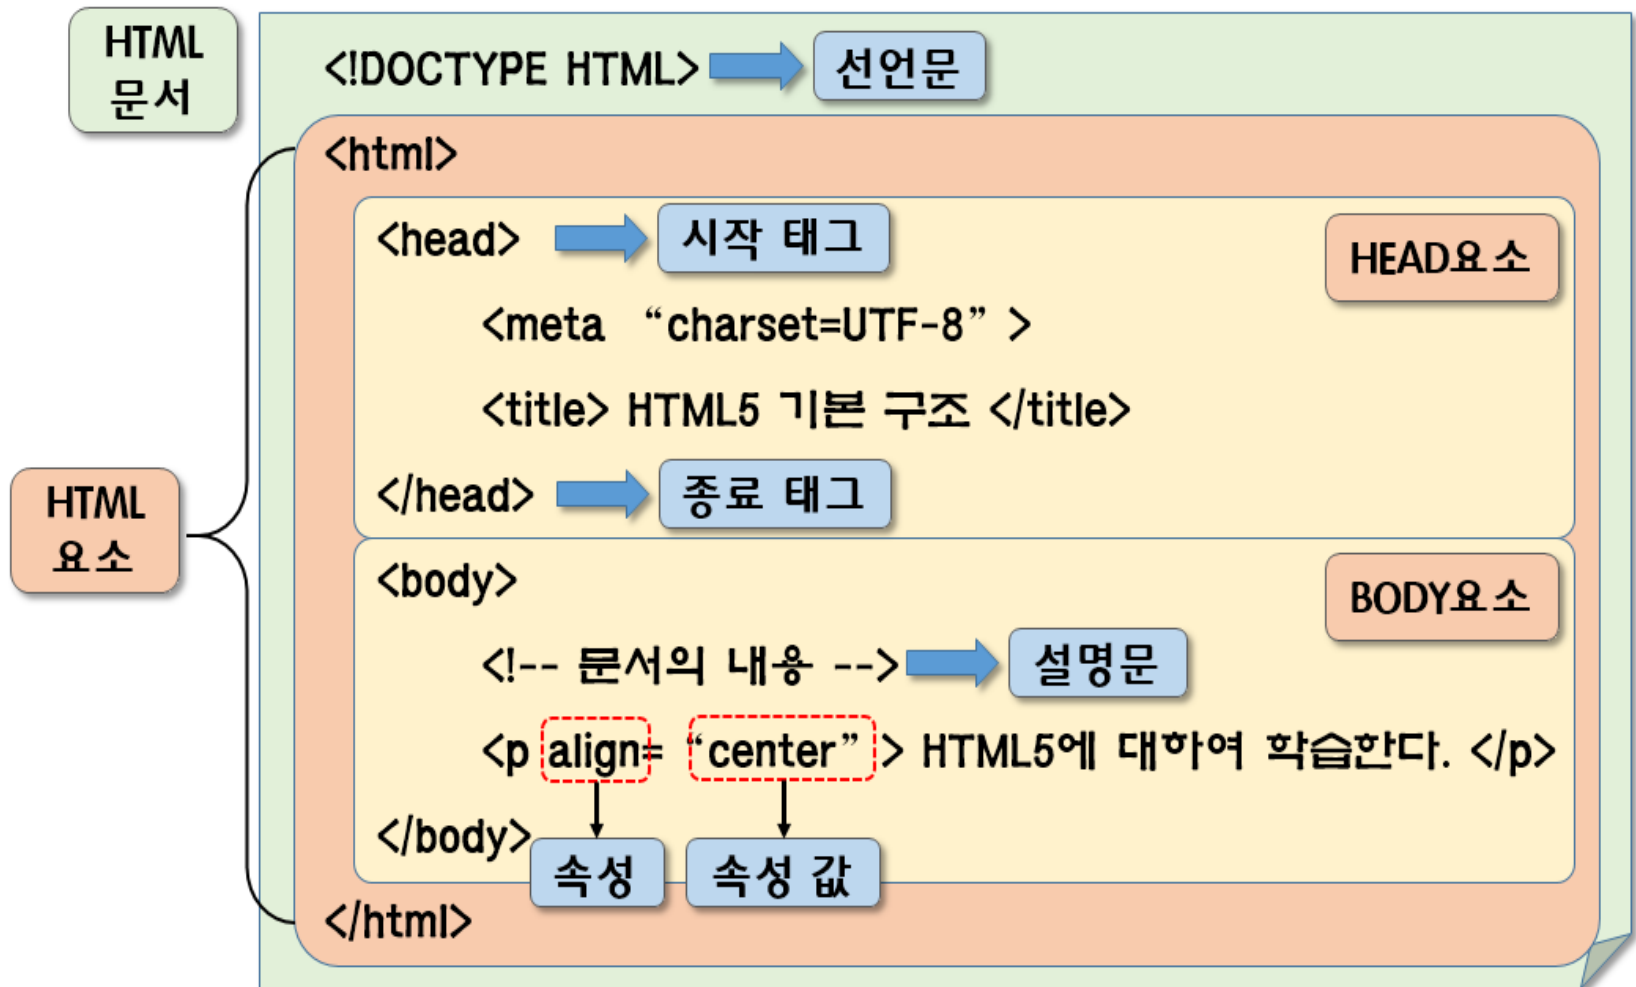 HTML
문서
<!DOCTYPE HTML> 선언문
<html>
<head> 시작 태그
HEAD요소
<meta “charset=UTF-8” >
<title> HTML5 기본 구조 </title>
</head> 종료 태그
HTML
요소
<body>
BODY요소
<!-- 문서의 내용 --> 설명문
<p align= “center” > HTML5에 대하여 학습한다. </p>
</body>
속성 속성 값
</html>